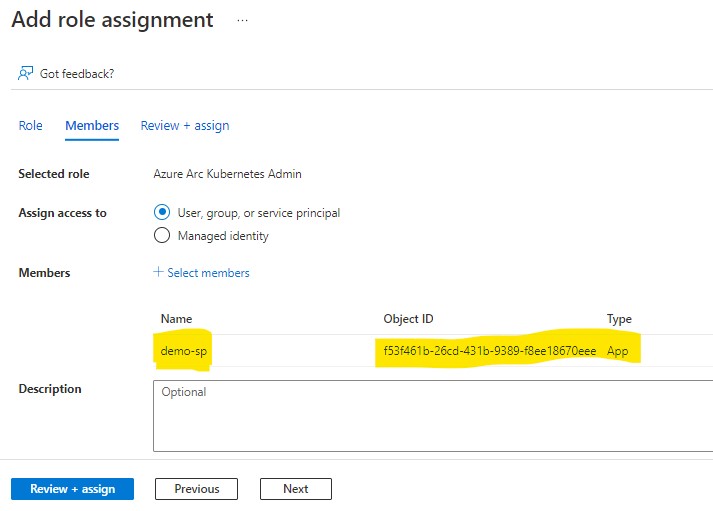 Add role assignment ...
Got feedback?
Role Members Review + assign
Selected role Azure Arc Kubernetes Admin
Assign access to User, group, or service principal
Managed identity
Members + Select members
Name Object ID Type
demo-sp f53f461b-26cd-431b-9389-f8ee18670eee App
Description Optional
Review + assign Previous Next